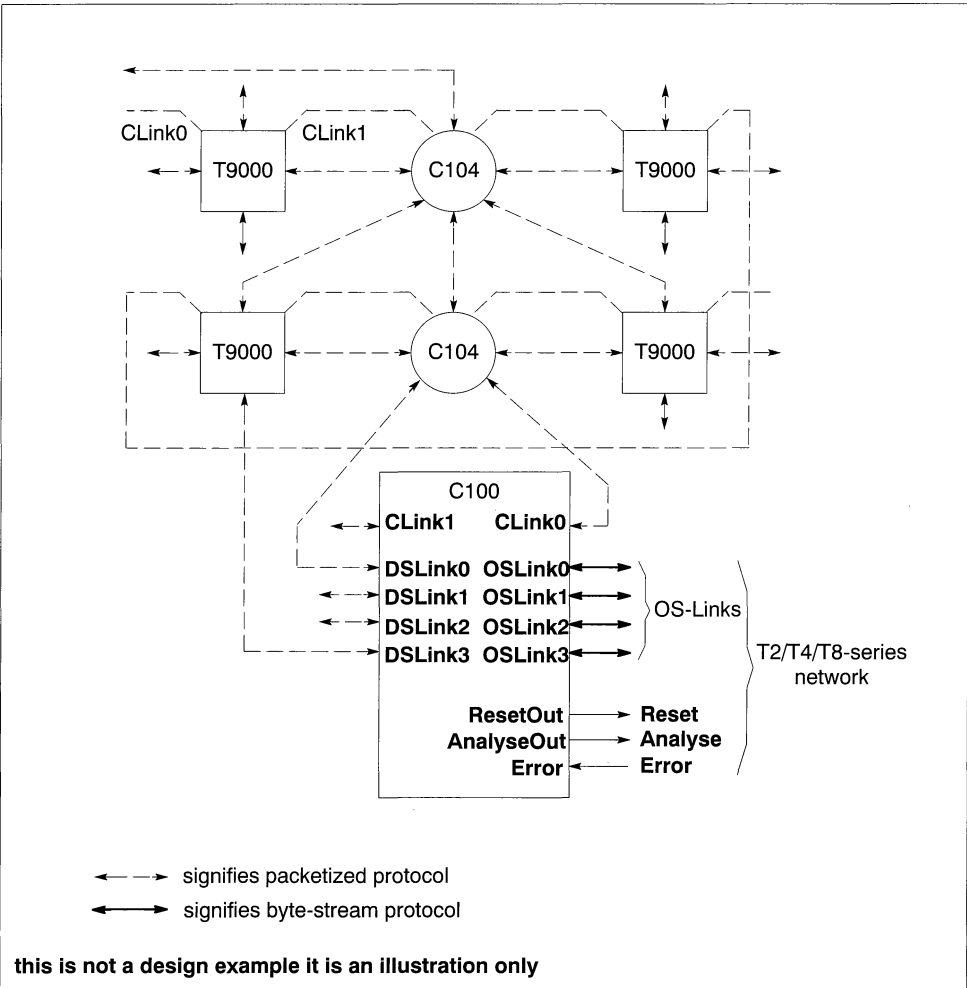 CLink0 CLink1
T9000 C104 T9000
T9000 C104 T9000
C100
CLink1 CLink0
DSLink0 OSLink0
DSLink1 OSLink1
OS-Links
DSLink2 OSLink2
DSLink3 OSLink3
T2/T4/T8-series
network
ResetOut Reset
AnalyseOut Analyse
Error Error
signifies packetized protocol
signifies byte-stream protocol
this is not a design example it is an illustration only